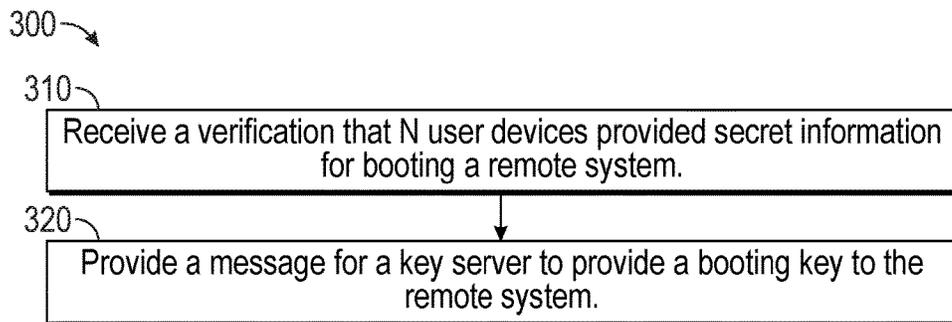 300
310
Receive a verification that N user devices provided secret information
for booting a remote system.
320
Provide a message for a key server to provide a booting key to the
remote system.